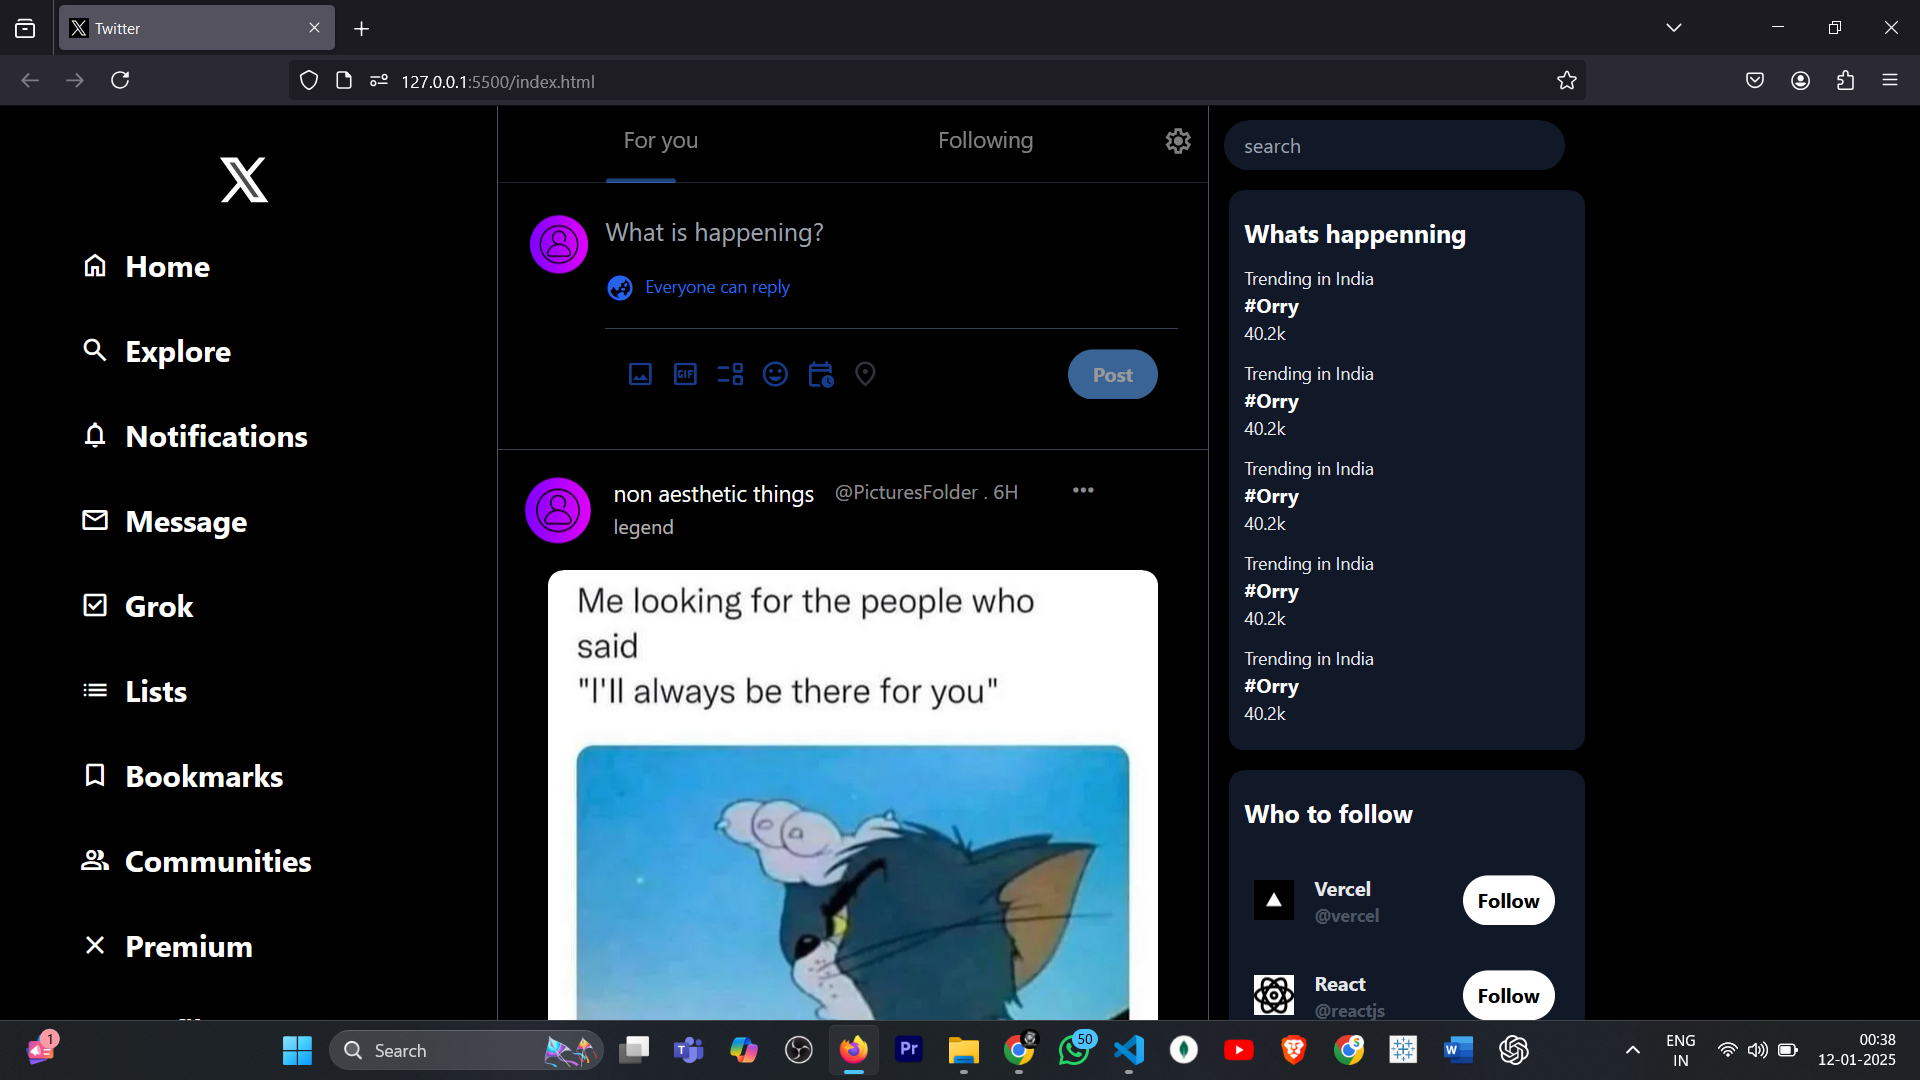 Twitter
127.0.0.1:5500/index.html
Home
Explore
Notifications
Message
Grok
Lists
Bookmarks
Communities
Premium
For you
Following
What is happening?
Everyone can reply
GIF
Post
non aesthetic things @PicturesFolder . 6H
legend
Me looking for the people who
said
"I'll always be there for you"
search
Whats happenning
Trending in India
#Orry
40.2k
Trending in India
#Orry
40.2k
Trending in India
#Orry
40.2k
Trending in India
#Orry
40.2k
Trending in India
#Orry
40.2k
Who to follow
Vercel
@vercel
Follow
React
@reactjs
Follow
1
Search
Pr
50
S
W
ENG
IN
00:38
12-01-2025